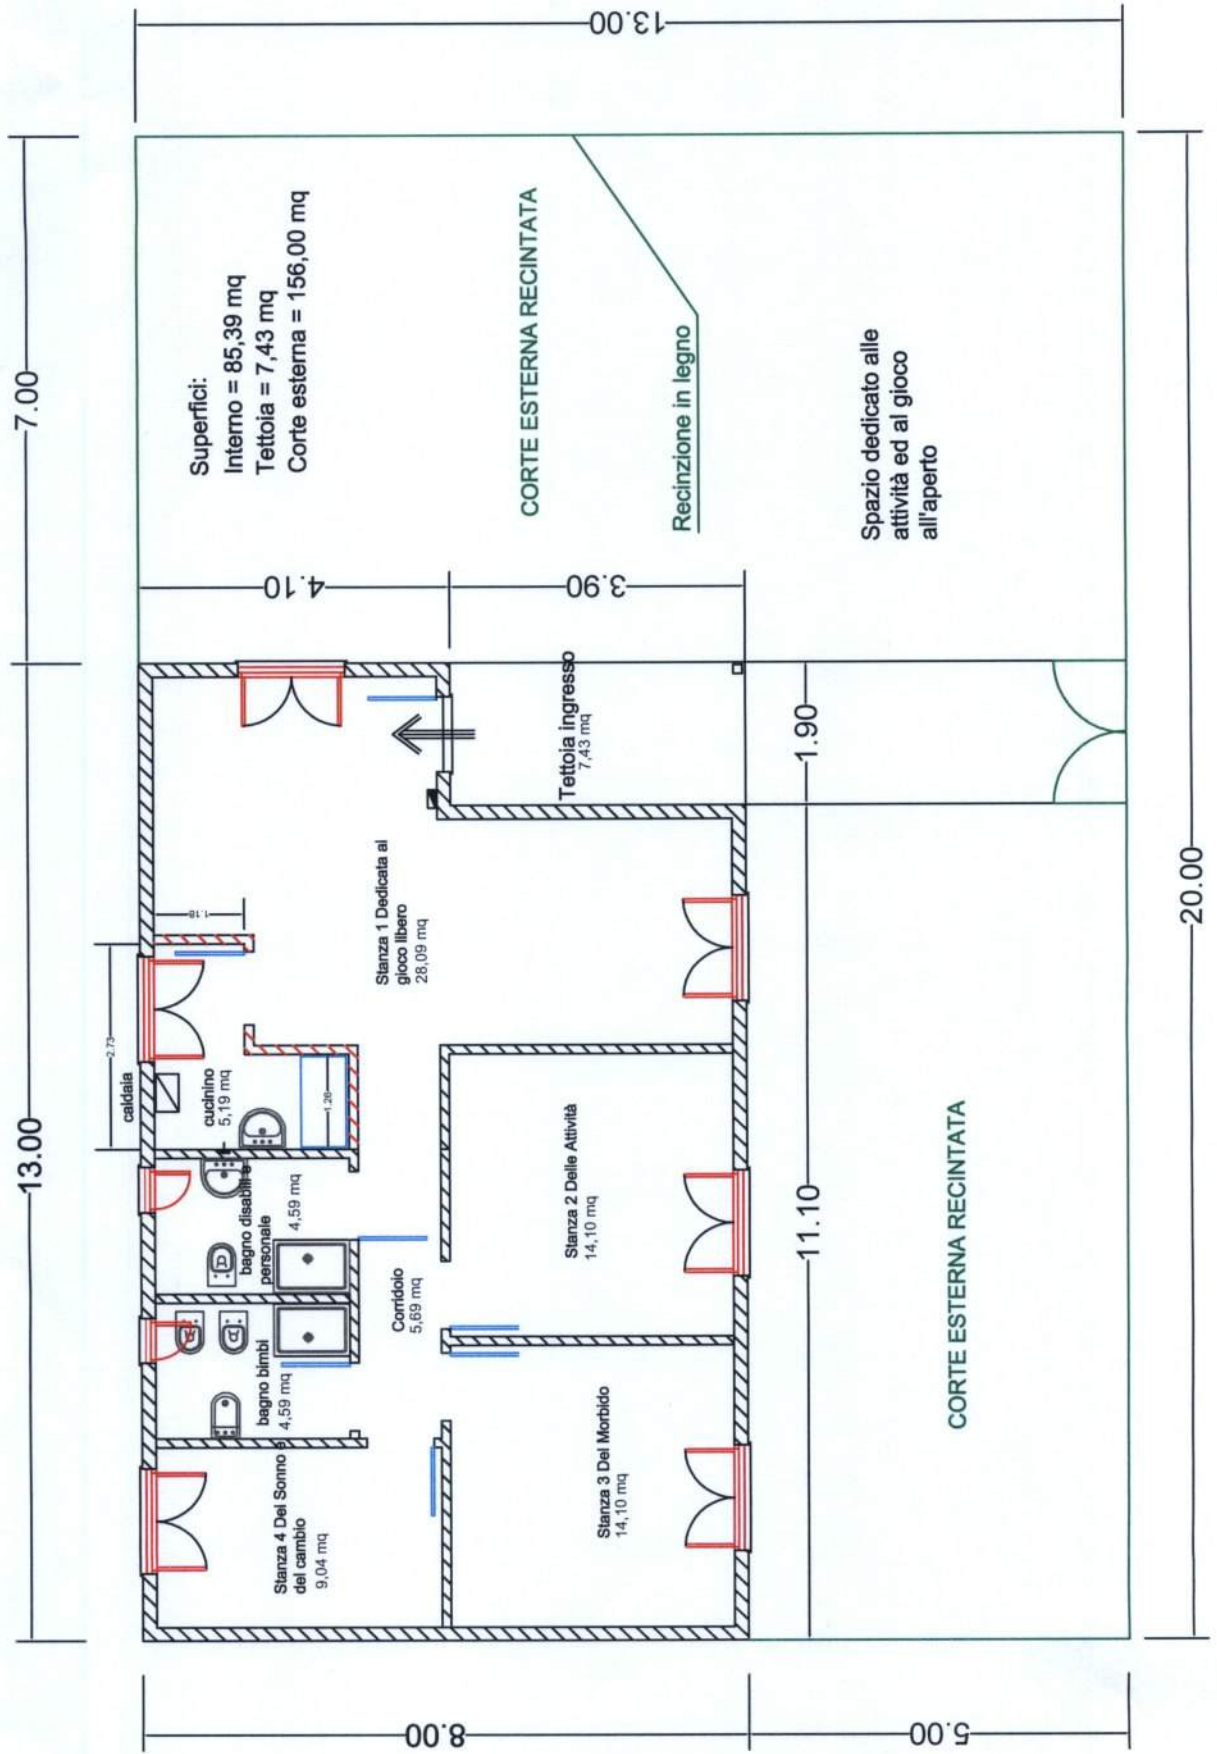 13.00
7.00
13.00
Superfici:
Interno = 85,39 mq
Tettoia = 7,43 mq
Corte esterna = 156,00 mq
CORTE ESTERNA RECINTATA
Recinzione in legno
Spazio dedicato alle
attività ed al gioco
all'aperto
4.10
3.90
2.73
caldaia
1.18
cucinino
5,19 mq
1.26
bagno disabili e
personale
4,59 mq
bagno bimbi
4,59 mq
Stanza 4 Del Sonno e
del cambio
9,04 mq
Corridoio
5,69 mq
Stanza 1 Dedicata al
gioco libero
28,09 mq
Tettoia ingresso
7,43 mq
Stanza 2 Delle Attività
14,10 mq
Stanza 3 Del Morbido
14,10 mq
11.10
1.90
CORTE ESTERNA RECINTATA
8.00
5.00
20.00